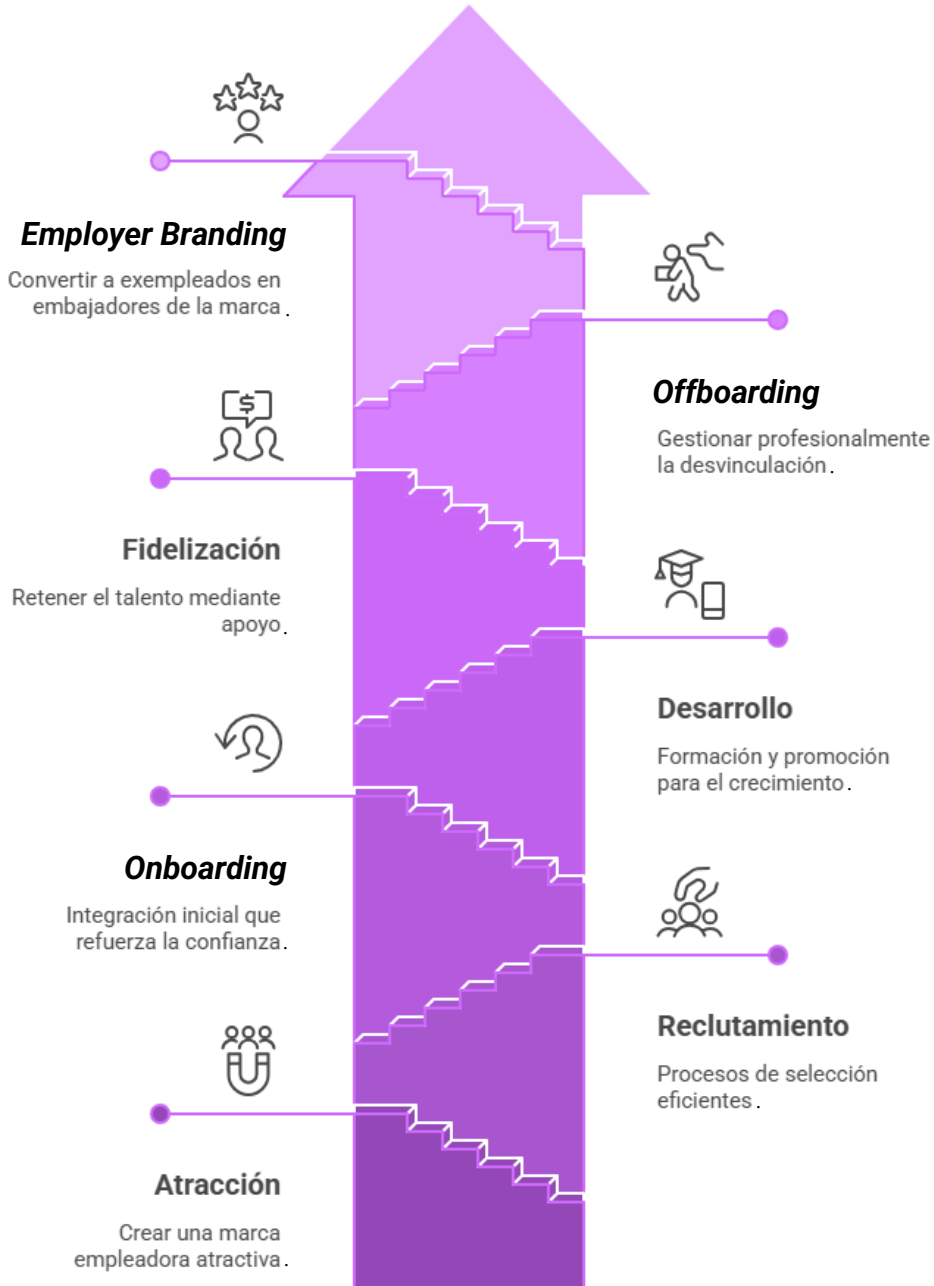 Employer Branding
Convertir a exempleados en
embajadores de la marca.
Offboarding
Gestionar profesionalmente
la desvinculación.
$
Fidelización
Retener el talento mediante
apoyo.
Desarrollo
Formación y promoción
para el crecimiento.
Onboarding
Integración inicial que
refuerza la confianza.
Reclutamiento
Procesos de selección
eficientes.
Atracción
Crear una marca
empleadora atractiva.